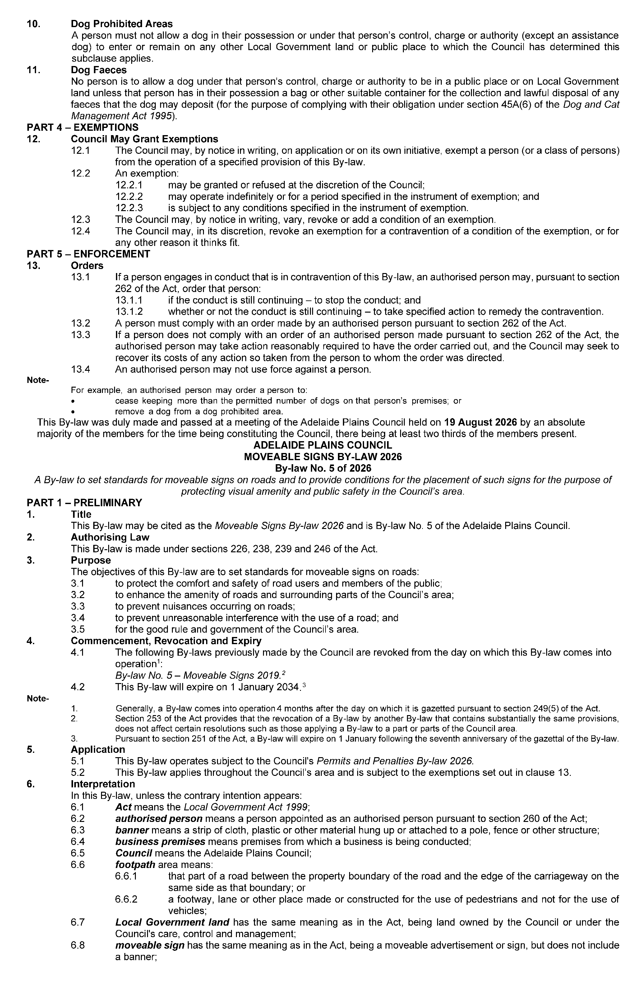 10. Dog Prohibited Areas
A person must not allow a dog in their possession or under that person's control, charge or authority (except an assistance
dog) to enter or remain on any other Local Government land or public place to which the Council has determined this
subclause applies.
11. Dog Faeces
No person is to allow a dog under that person's control, charge or authority to be in a public place or on Local Government
land unless that person has in their possession a bag or other suitable container for the collection and lawful disposal of any
faeces that the dog may deposit (for the purpose of complying with their obligation under section 45A(6) of the Dog and Cat
Management Act 1995).
PART 4 – EXEMPTIONS
12. Council May Grant Exemptions
12.1 The Council may, by notice in writing, on application or on its own initiative, exempt a person (or a class of persons)
from the operation of a specified provision of this By-law.
12.2 An exemption:
12.2.1 may be granted or refused at the discretion of the Council;
12.2.2 may operate indefinitely or for a period specified in the instrument of exemption; and
12.2.3 is subject to any conditions specified in the instrument of exemption.
12.3 The Council may, by notice in writing, vary, revoke or add a condition of an exemption.
12.4 The Council may, in its discretion, revoke an exemption for a contravention of a condition of the exemption, or for
any other reason it thinks fit.
PART 5 – ENFORCEMENT
13. Orders
13.1 If a person engages in conduct that is in contravention of this By-law, an authorised person may, pursuant to section
262 of the Act, order that person:
13.1.1 if the conduct is still continuing – to stop the conduct; and
13.1.2 whether or not the conduct is still continuing – to take specified action to remedy the contravention.
13.2 A person must comply with an order made by an authorised person pursuant to section 262 of the Act.
13.3 If a person does not comply with an order of an authorised person made pursuant to section 262 of the Act, the
authorised person may take action reasonably required to have the order carried out, and the Council may seek to
recover its costs of any action so taken from the person to whom the order was directed.
13.4 An authorised person may not use force against a person.
Note-
For example, an authorised person may order a person to:
• cease keeping more than the permitted number of dogs on that person's premises; or
• remove a dog from a dog prohibited area.
This By-law was duly made and passed at a meeting of the Adelaide Plains Council held on 19 August 2026 by an absolute
majority of the members for the time being constituting the Council, there being at least two thirds of the members present.
ADELAIDE PLAINS COUNCIL
MOVEABLE SIGNS BY-LAW 2026
By-law No. 5 of 2026
A By-law to set standards for moveable signs on roads and to provide conditions for the placement of such signs for the purpose of
protecting visual amenity and public safety in the Council's area.
PART 1 – PRELIMINARY
1. Title
This By-law may be cited as the Moveable Signs By-law 2026 and is By-law No. 5 of the Adelaide Plains Council.
2. Authorising Law
This By-law is made under sections 226, 238, 239 and 246 of the Act.
3. Purpose
The objectives of this By-law are to set standards for moveable signs on roads:
3.1 to protect the comfort and safety of road users and members of the public;
3.2 to enhance the amenity of roads and surrounding parts of the Council's area;
3.3 to prevent nuisances occurring on roads;
3.4 to prevent unreasonable interference with the use of a road; and
3.5 for the good rule and government of the Council's area.
4. Commencement, Revocation and Expiry
4.1 The following By-laws previously made by the Council are revoked from the day on which this By-law comes into
operation¹:
By-law No. 5 – Moveable Signs 2019.²
4.2 This By-law will expire on 1 January 2034.³
Note-
1. Generally, a By-law comes into operation 4 months after the day on which it is gazetted pursuant to section 249(5) of the Act.
2. Section 253 of the Act provides that the revocation of a By-law by another By-law that contains substantially the same provisions,
does not affect certain resolutions such as those applying a By-law to a part or parts of the Council area.
3. Pursuant to section 251 of the Act, a By-law will expire on 1 January following the seventh anniversary of the gazettal of the By-law.
5. Application
5.1 This By-law operates subject to the Council's Permits and Penalties By-law 2026.
5.2 This By-law applies throughout the Council's area and is subject to the exemptions set out in clause 13.
6. Interpretation
In this By-law, unless the contrary intention appears:
6.1 Act means the Local Government Act 1999;
6.2 authorised person means a person appointed as an authorised person pursuant to section 260 of the Act;
6.3 banner means a strip of cloth, plastic or other material hung up or attached to a pole, fence or other structure;
6.4 business premises means premises from which a business is being conducted;
6.5 Council means the Adelaide Plains Council;
6.6 footpath area means:
6.6.1 that part of a road between the property boundary of the road and the edge of the carriageway on the
same side as that boundary; or
6.6.2 a footway, lane or other place made or constructed for the use of pedestrians and not for the use of
vehicles;
6.7 Local Government land has the same meaning as in the Act, being land owned by the Council or under the
Council's care, control and management;
6.8 moveable sign has the same meaning as in the Act, being a moveable advertisement or sign, but does not include
a banner;